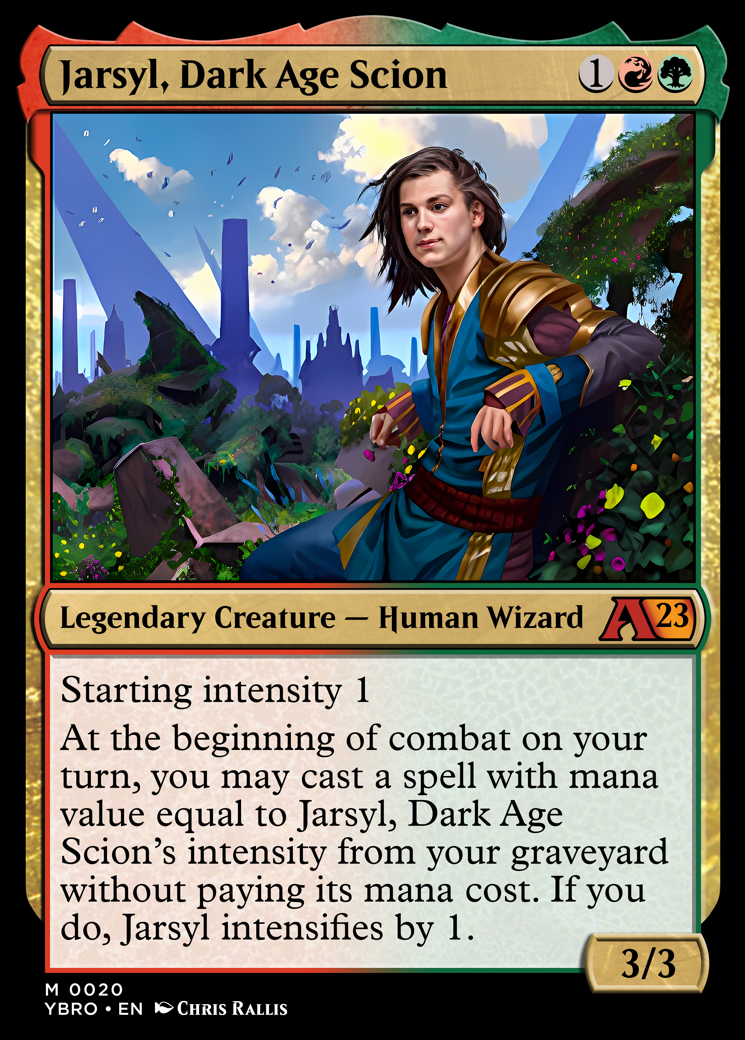 Jarsyl, Dark Age Scion
1
Legendary Creature — Human Wizard
A23
Starting intensity 1
At the beginning of combat on your
turn, you may cast a spell with mana
value equal to Jarsyl, Dark Age
Scion's intensity from your graveyard
without paying its mana cost. If you
do, Jarsyl intensifies by 1.
3/3
M 0020
YBRO • EN Chris Rallis